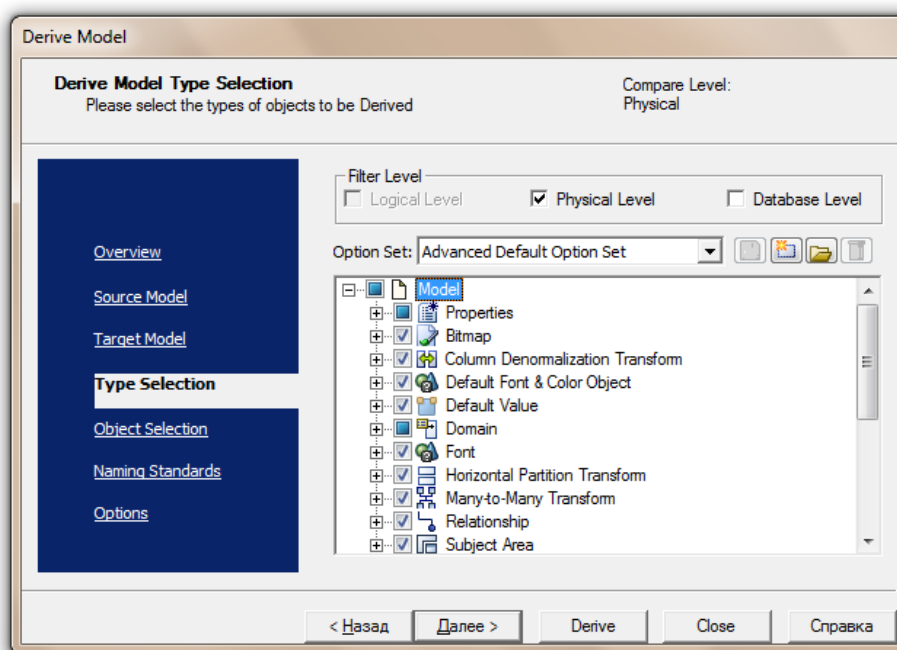 Derive Model
Derive Model Type Selection
Please select the types of objects to be Derived
Compare Level:
Physical
Overview
Source Model
Target Model
Type Selection
Object Selection
Naming Standards
Options
Filter Level
Logical Level
Physical Level
Database Level
Option Set: Advanced Default Option Set
Model
Properties
Bitmap
Column Denormalization Transform
Default Font & Color Object
Default Value
Domain
Font
Horizontal Partition Transform
Many-to-Many Transform
Relationship
Subject Area
< Назад
Далее >
Derive
Close
Справка